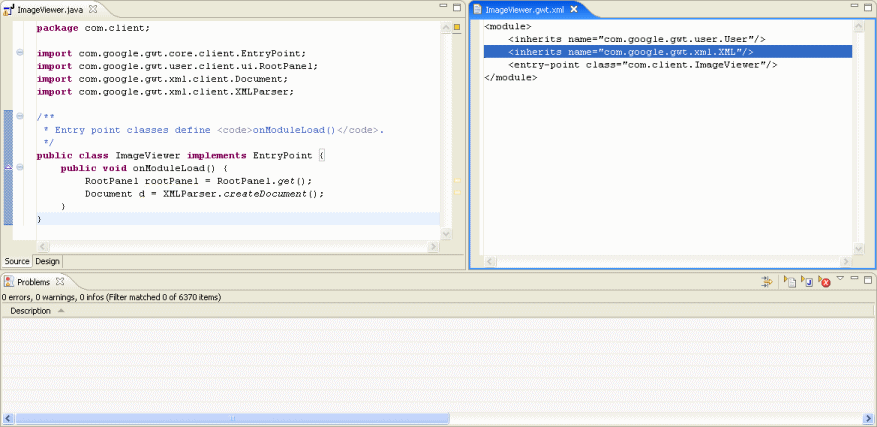 ImageViewer.java
package com.client;
import com.google.gwt.core.client.EntryPoint;
import com.google.gwt.user.client.ui.RootPanel;
import com.google.gwt.xml.client.Document;
import com.google.gwt.xml.client.XMLParser;
/**
* Entry point classes define <code>onModuleLoad()</code>.
*/
public class ImageViewer implements EntryPoint {
public void onModuleLoad() {
RootPanel rootPanel = RootPanel.get();
Document d = XMLParser.createDocument();
}
}
Source Design
ImageViewer.gwt.xml
<module>
<inherits name="com.google.gwt.user.User"/>
<inherits name="com.google.gwt.xml.XML"/>
<entry-point class="com.client.ImageViewer"/>
</module>
Problems
0 errors, 0 warnings, 0 infos (Filter matched 0 of 6370 items)
Description